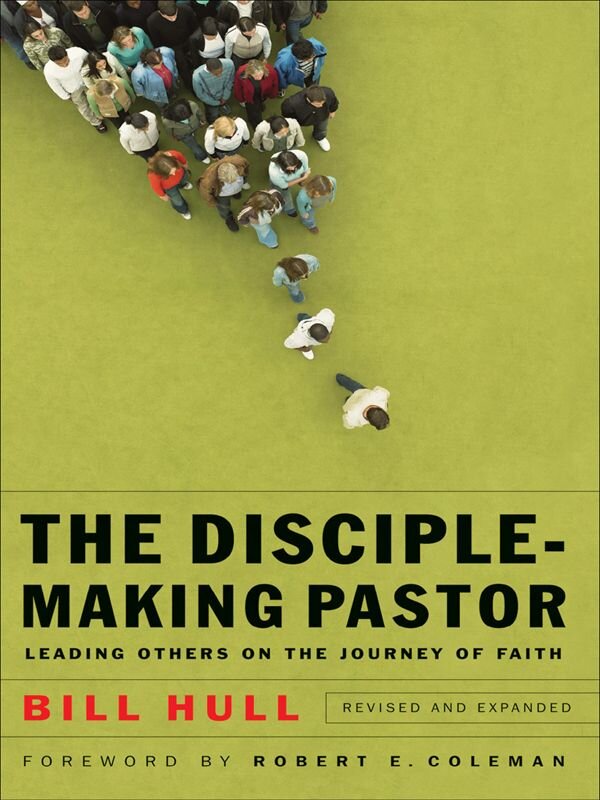 THE DISCIPLE-
MAKING PASTOR
LEADING OTHERS ON THE JOURNEY OF FAITH
BILL HULL
REVISED AND EXPANDED
FOREWORD BY ROBERT E. COLEMAN